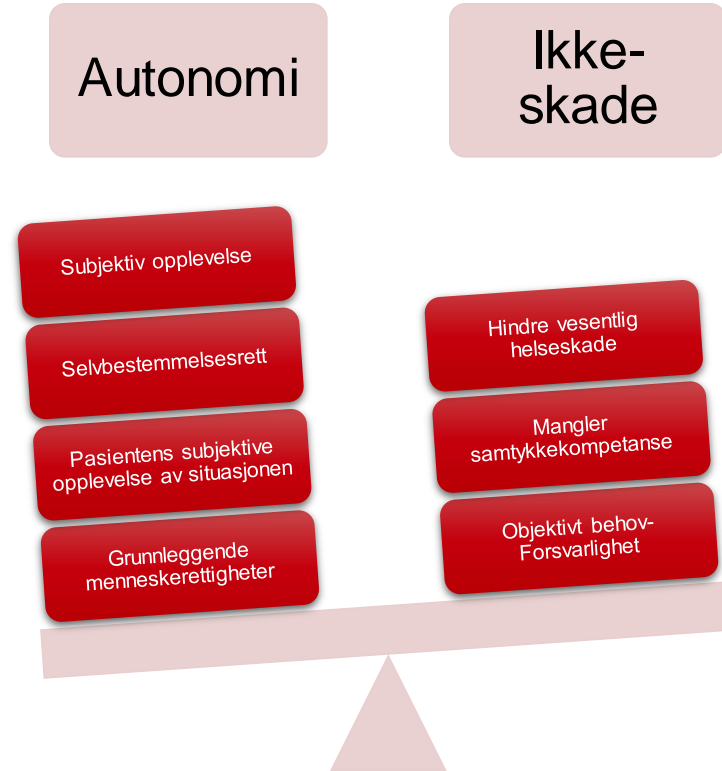 Autonomi
Ikke-
skade
Subjektiv opplevelse
Selvbestemmelsesrett
Pasientens subjektive
opplevelse av situasjonen
Grunnleggende
menneskerettigheter
Hindre vesentlig
helseskade
Mangler
samtykkekompetanse
Objektivt behov-
Forsvarlighet